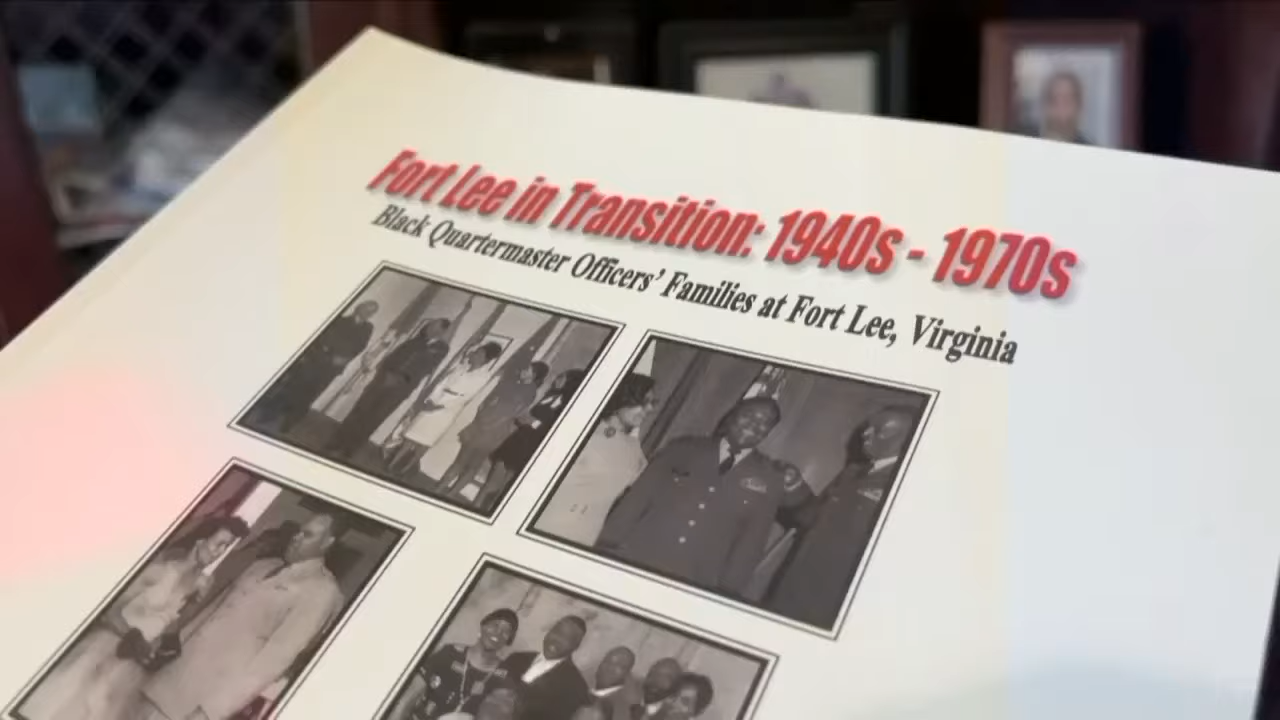 Fort Lee in Transition: 1940s - 1970s
Black Quartermaster Officers' Families at Fort Lee, Virginia